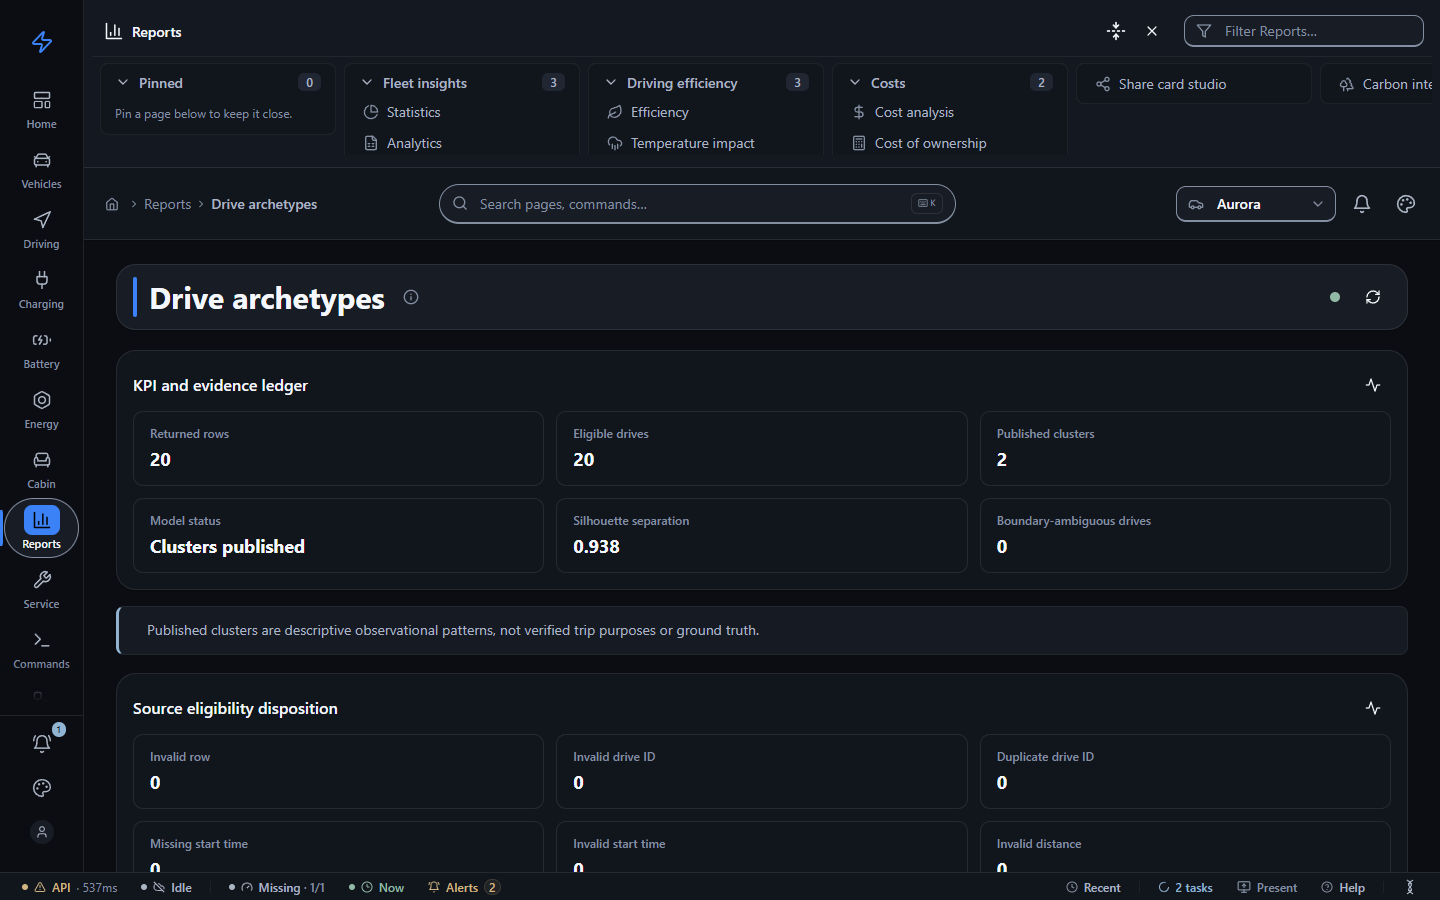 Reports
Filter Reports...
Pinned 0
Pin a page below to keep it close.
Fleet insights 3
Statistics
Analytics
Driving efficiency 3
Efficiency
Temperature impact
Costs 2
Cost analysis
Cost of ownership
Share card studio
Carbon inte
Home
Vehicles
Driving
Charging
Battery
Energy
Cabin
Reports
Service
Commands
1
Reports
Drive archetypes
Search pages, commands...
K
Aurora
Drive archetypes
KPI and evidence ledger
Returned rows
20
Eligible drives
20
Published clusters
2
Model status
Clusters published
Silhouette separation
0.938
Boundary-ambiguous drives
0
Published clusters are descriptive observational patterns, not verified trip purposes or ground truth.
Source eligibility disposition
Invalid row
0
Invalid drive ID
0
Duplicate drive ID
0
Missing start time
0
Invalid start time
0
Invalid distance
0
API · 537ms
Idle
Missing · 1/1
Now
Alerts 2
Recent
2 tasks
Present
Help